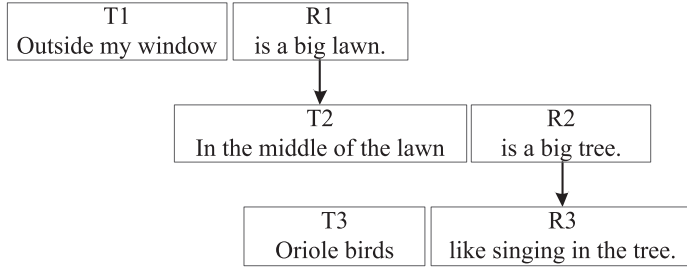 T1 R1
Outside my window is a big lawn.
T2 R2
In the middle of the lawn is a big tree.
T3 R3
Oriole birds like singing in the tree.